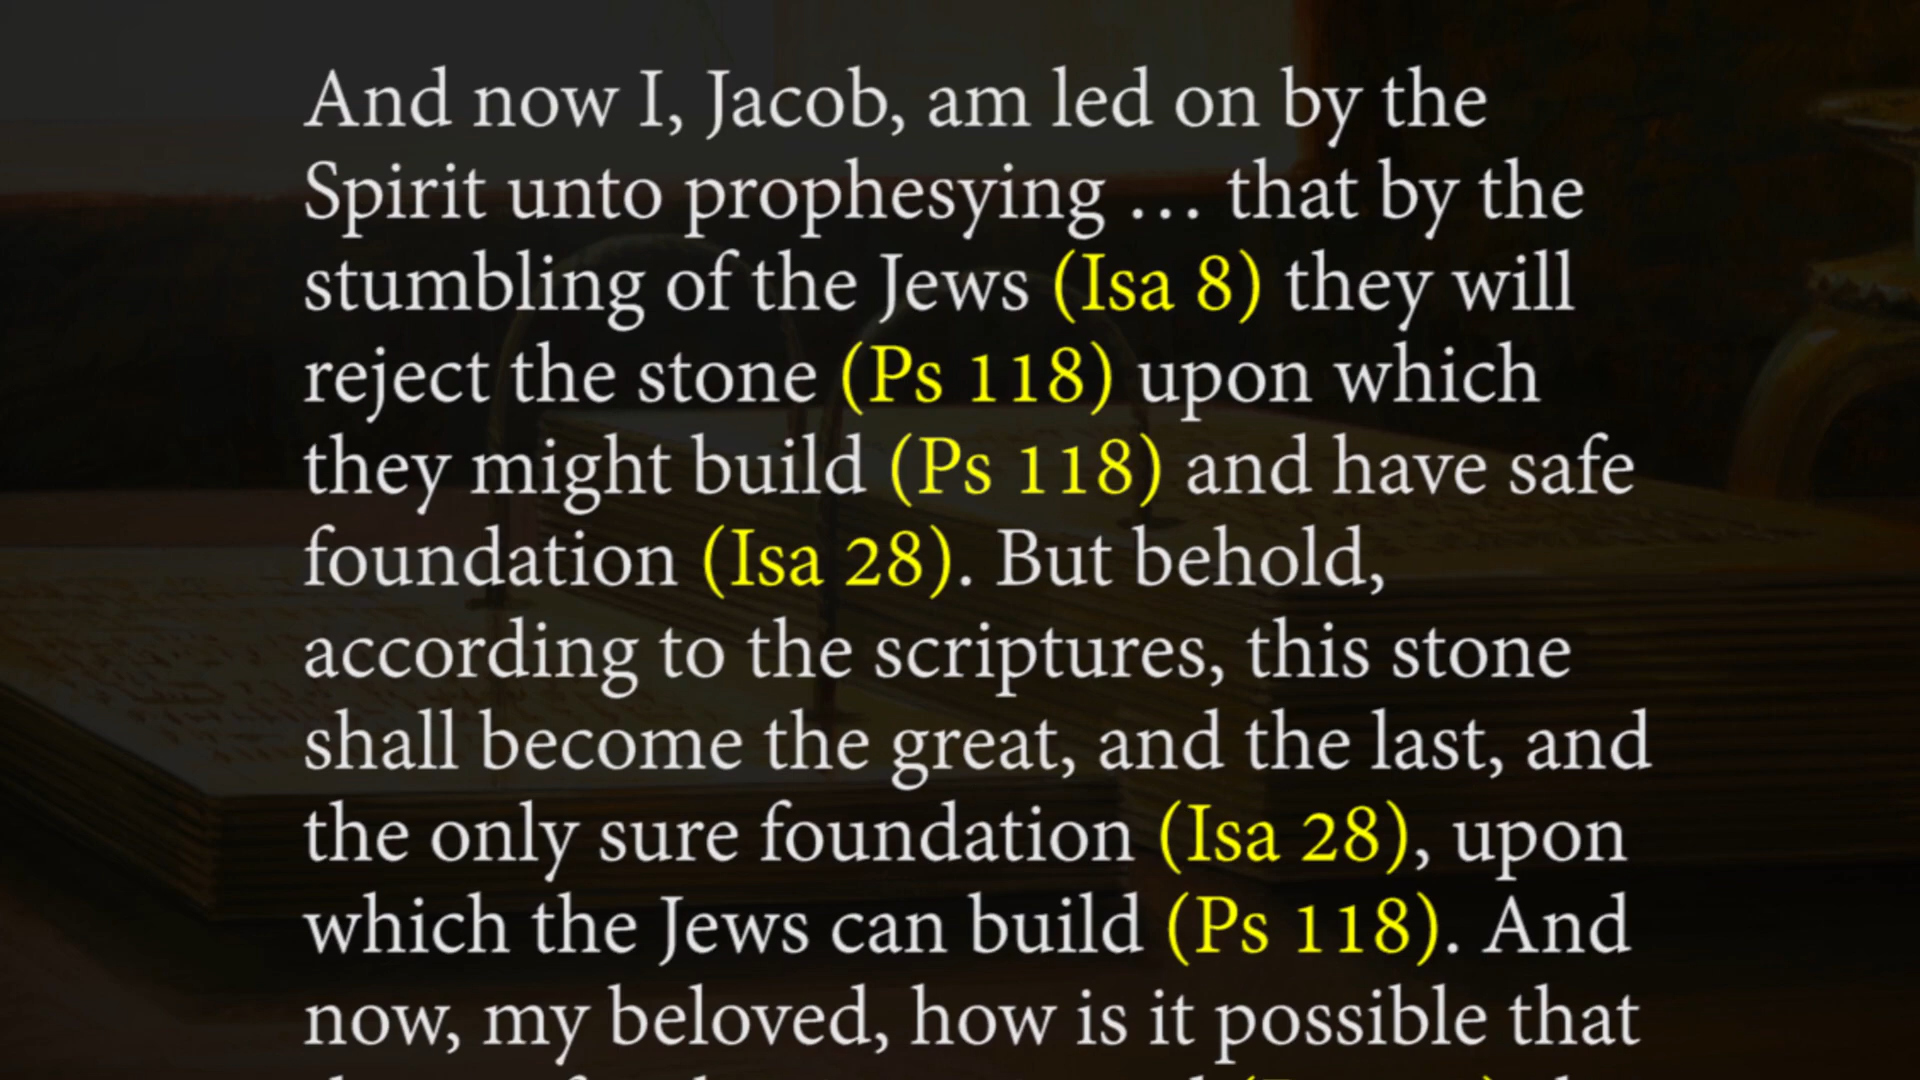 And now I, Jacob, am led on by the
Spirit unto prophesying … that by the
stumbling of the Jews (Isa 8) they will
reject the stone (Ps 118) upon which
they might build (Ps 118) and have safe
foundation (Isa 28). But behold,
according to the scriptures, this stone
shall become the great, and the last, and
the only sure foundation (Isa 28), upon
which the Jews can build (Ps 118). And
now, my beloved, how is it possible that